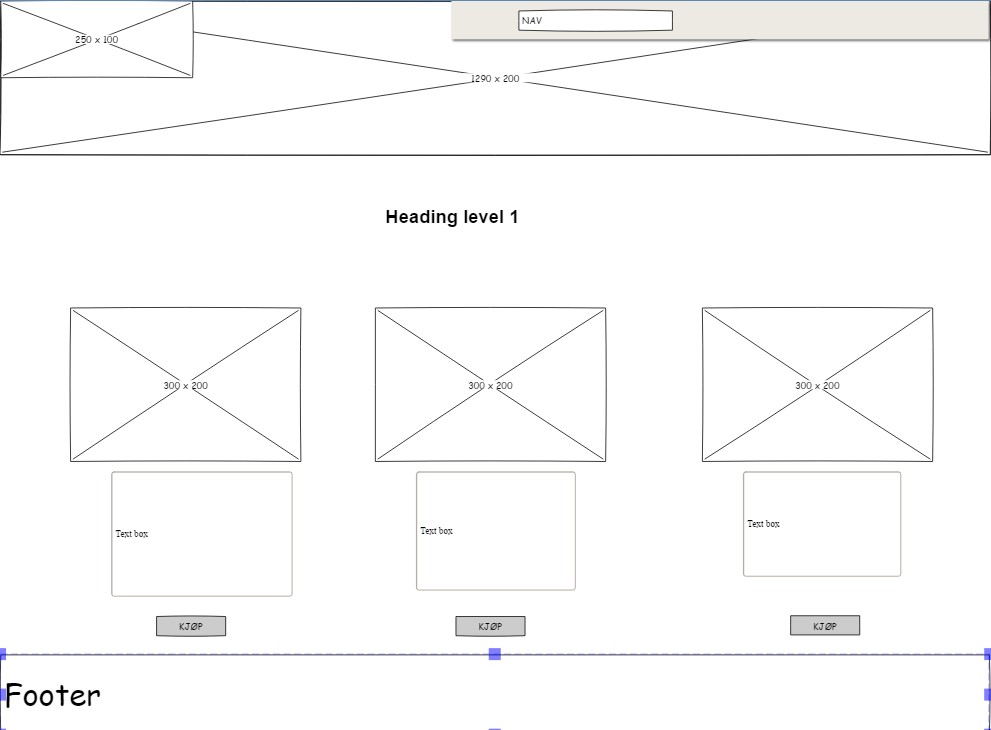 NAV
250 x 100
1290 x 200
Heading level 1
300 x 200
300 x 200
300 x 200
Text box
Text box
Text box
KJØP
KJØP
KJØP
Footer